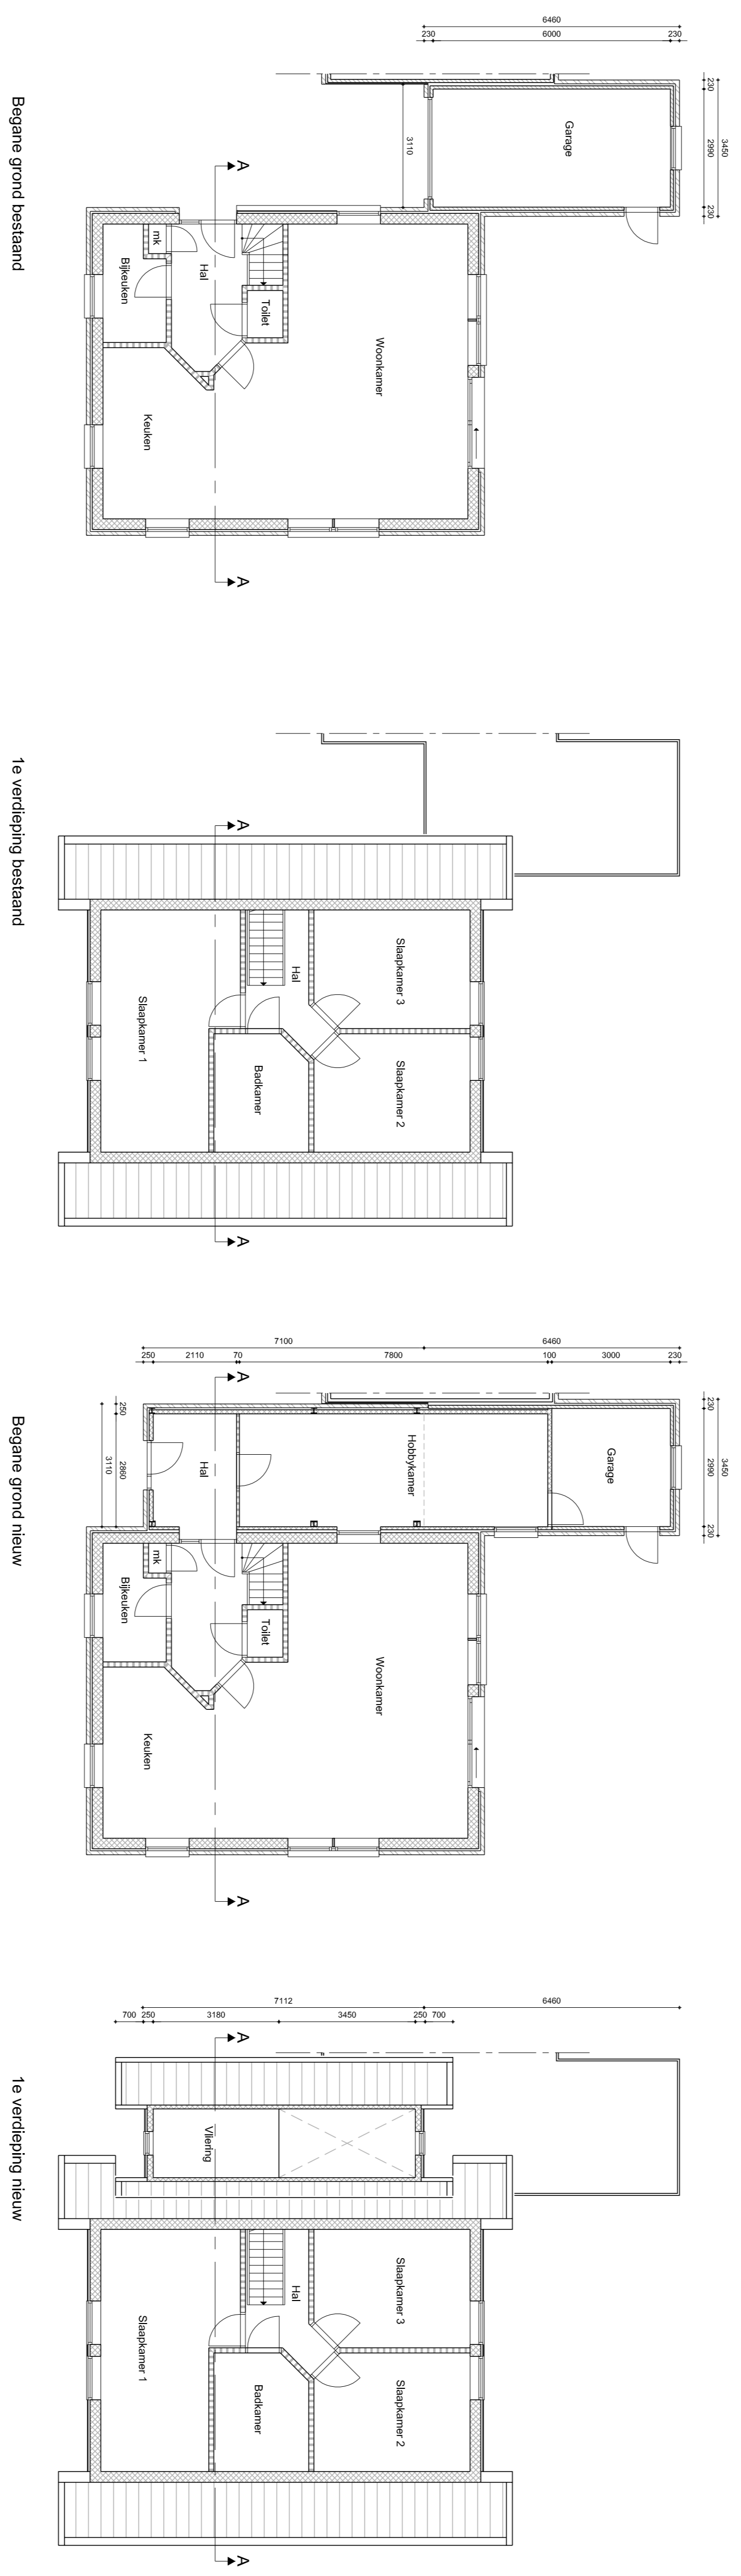 6460
230
6000
230
230
2990
230
3450
3110
Garage
A
mk
Bijkeuken
Hal
Toilet
Woonkamer
Keuken
A
Begane grond bestaand
A
Slaapkamer 3
Hal
Slaapkamer 1
Badkamer
Slaapkamer 2
A
1e verdieping bestaand
7100
6460
250
2110
70
7800
100
3000
230
230
2990
230
3450
250
2860
3110
A
Garage
Hobbykamer
Hal
mk
Bijkeuken
Toilet
Woonkamer
Keuken
A
Begane grond nieuw
7112
6460
700
250
3180
3450
250
700
A
Vliering
Slaapkamer 3
Hal
Slaapkamer 1
Badkamer
Slaapkamer 2
A
1e verdieping nieuw